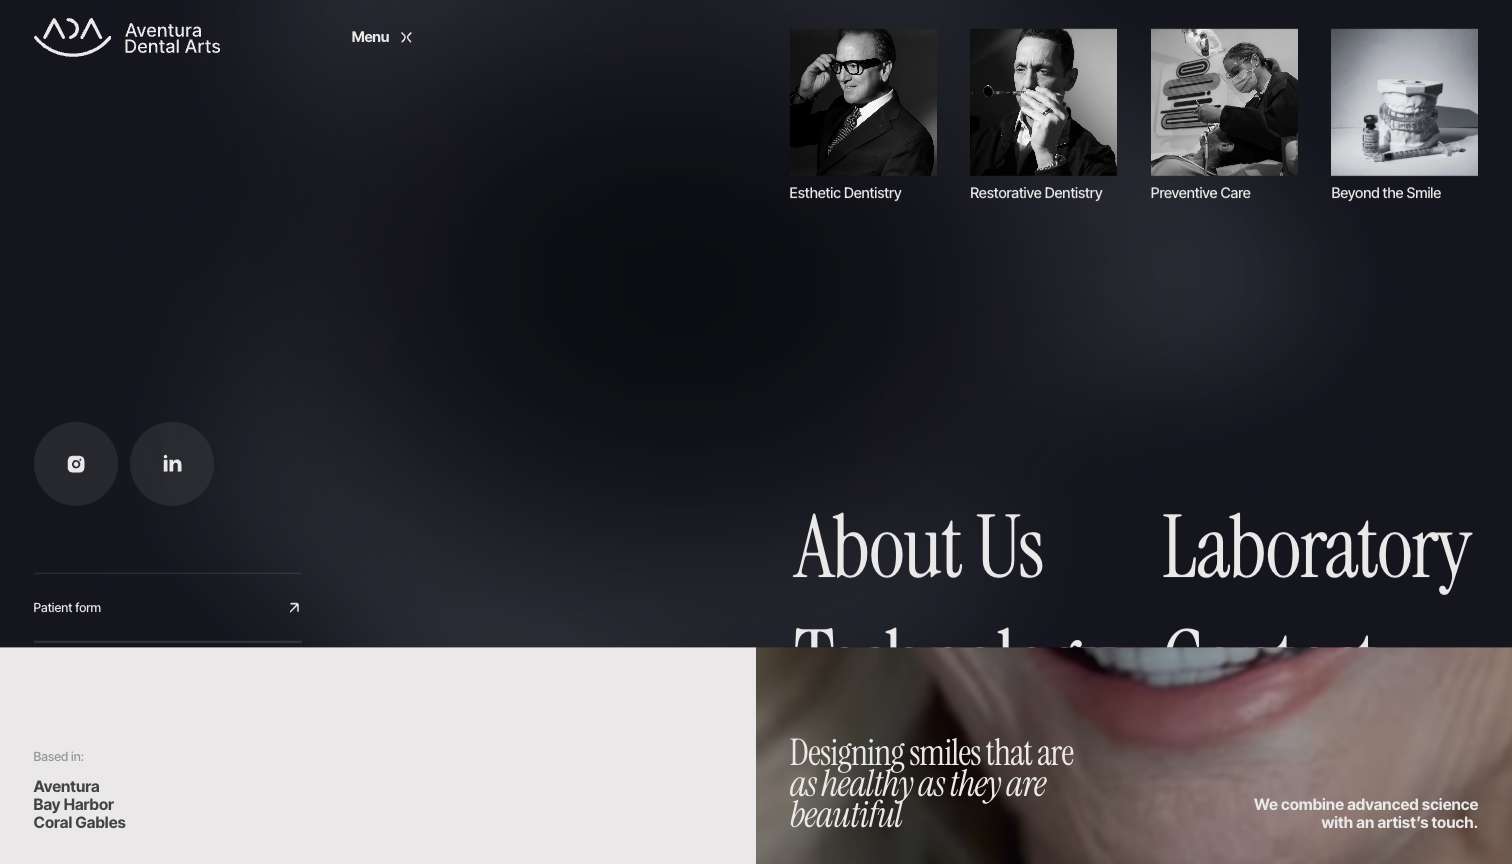 Aventura
Dental Arts
Menu
Esthetic Dentistry
Restorative Dentistry
Preventive Care
Beyond the Smile
About Us
Laboratory
Patient form
Based in:
Aventura
Bay Harbor
Coral Gables
Designing smiles that are
as healthy as they are
beautiful
We combine advanced science
with an artist’s touch.